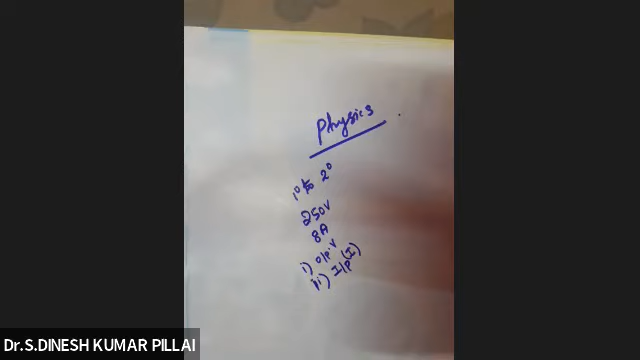 Physics
1° to 2°
250V
8A
i) o/p. V
ii) I/p (I)
Dr.S.DINESH KUMAR PILLAI